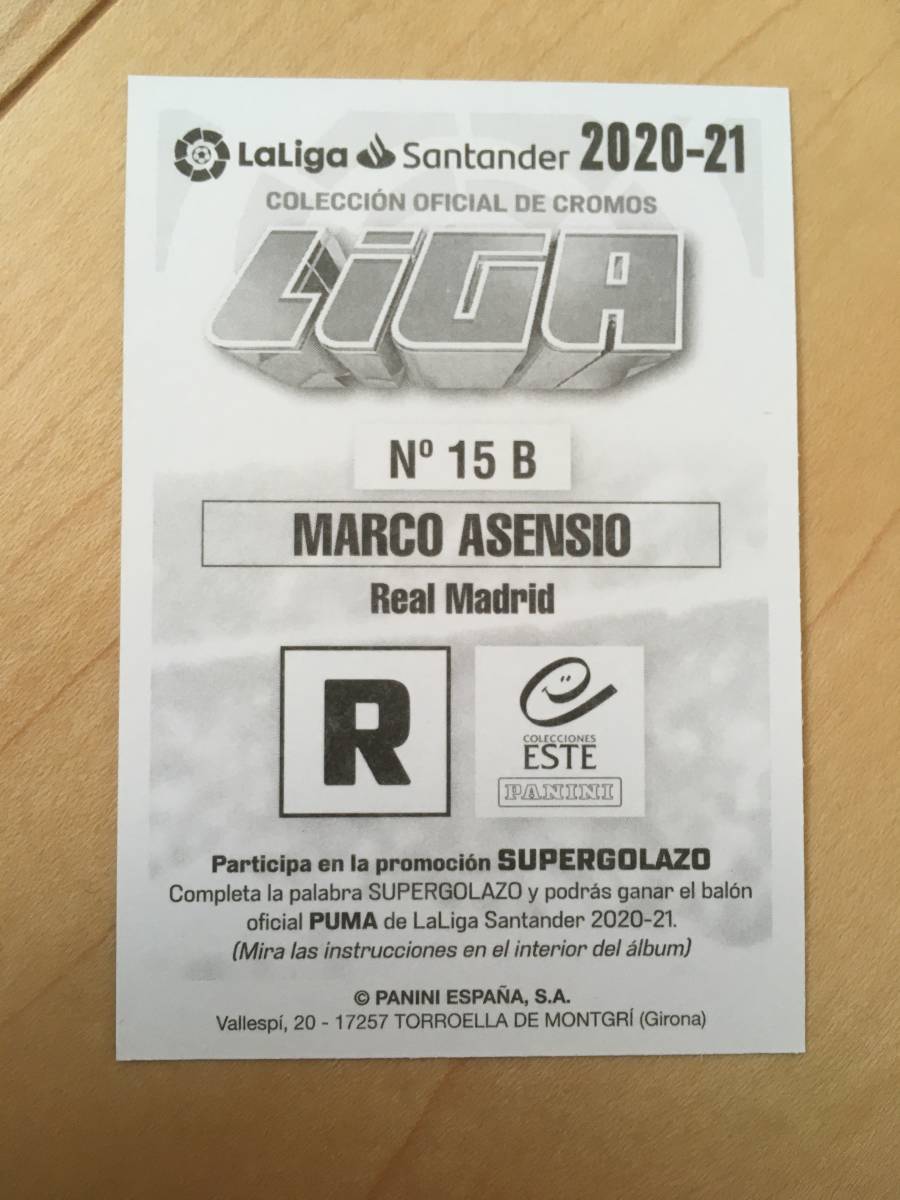 LaLiga Santander 2020-21
COLECCIÓN OFICIAL DE CROMOS
LiGA
Nº 15 B
MARCO ASENSIO
Real Madrid
R
COLECCIONES
ESTE
PANINI
Participa en la promoción SUPERGOLAZO
Completa la palabra SUPERGOLAZO y podrás ganar el balón
oficial PUMA de LaLiga Santander 2020-21.
(Mira las instrucciones en el interior del álbum)
© PANINI ESPAÑA, S.A.
Vallespí, 20 - 17257 TORROELLA DE MONTGRÍ (Girona)